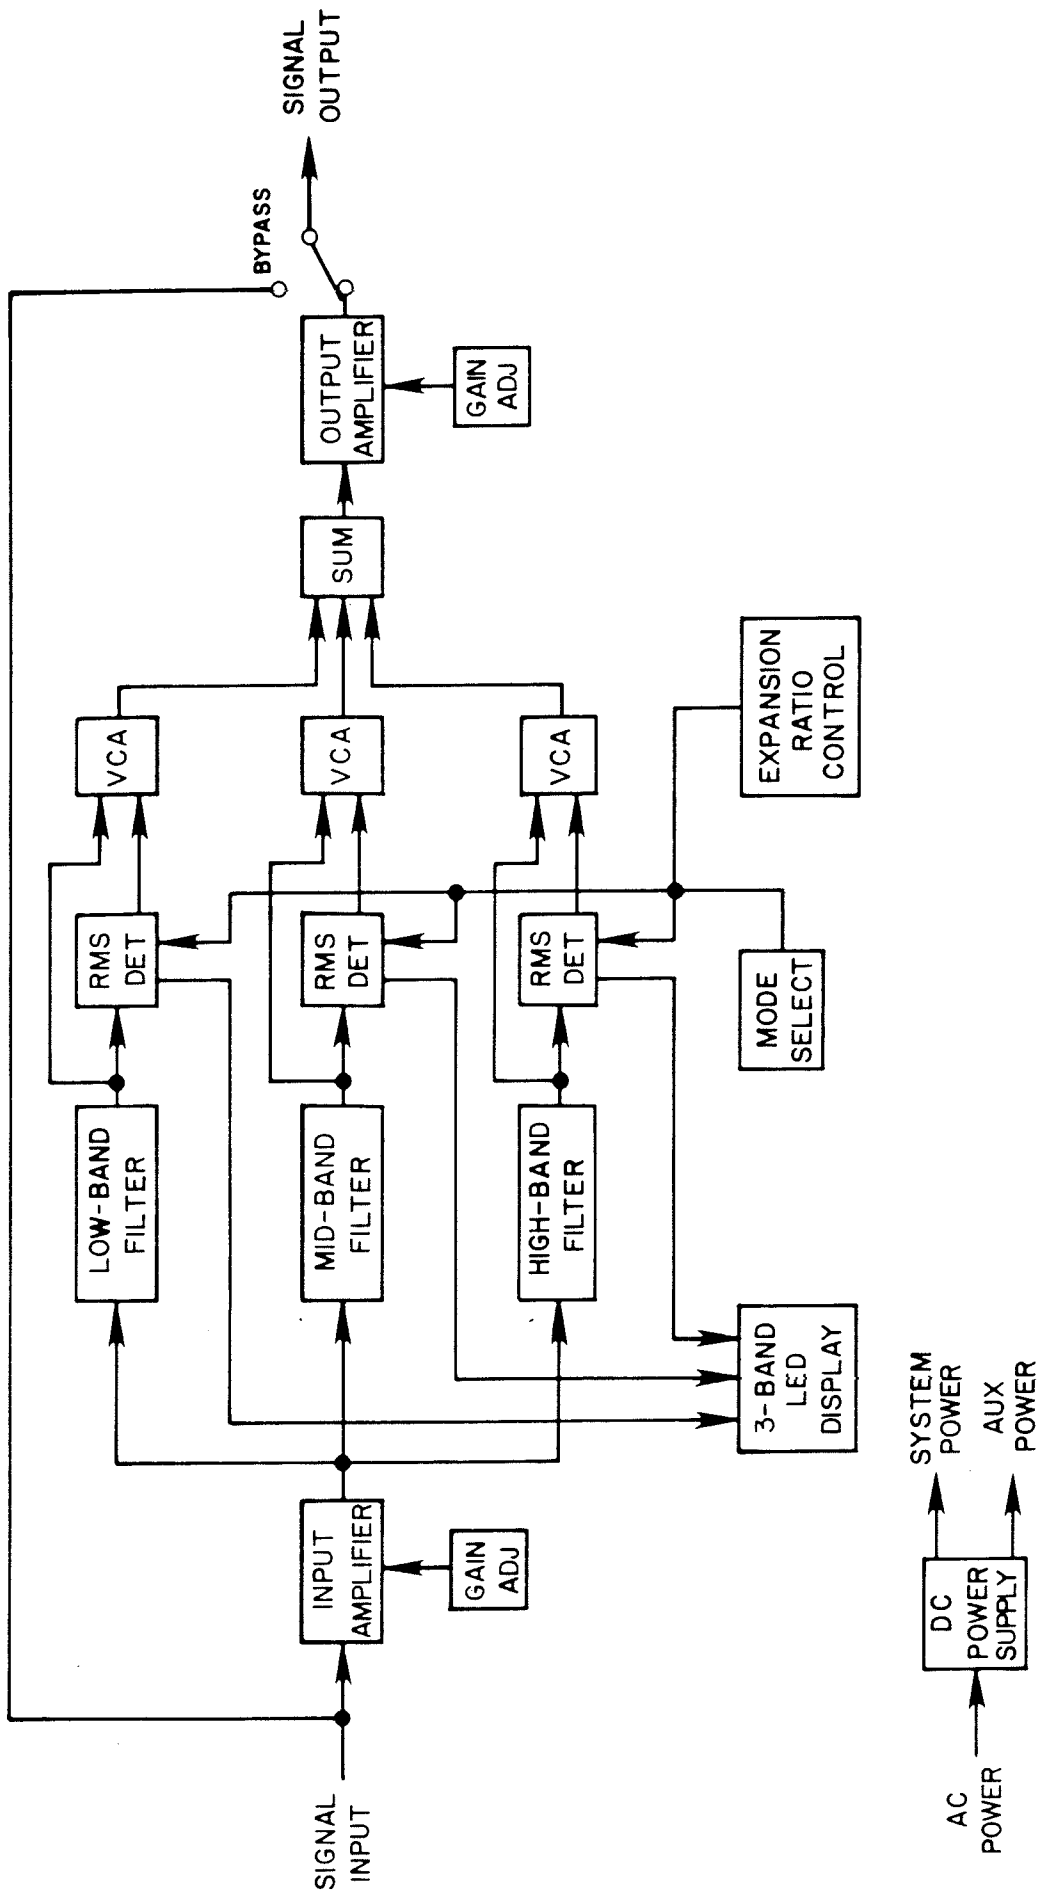 SIGNAL
INPUT
INPUT
AMPLIFIER
GAIN
ADJ
LOW-BAND
FILTER
RMS
DET
VCA
MID-BAND
FILTER
RMS
DET
VCA
HIGH-BAND
FILTER
RMS
DET
VCA
SUM
OUTPUT
AMPLIFIER
GAIN
ADJ
BYPASS
SIGNAL
OUTPUT
3-BAND
LED
DISPLAY
MODE
SELECT
EXPANSION
RATIO
CONTROL
AC
POWER
DC
POWER
SUPPLY
SYSTEM
POWER
AUX
POWER